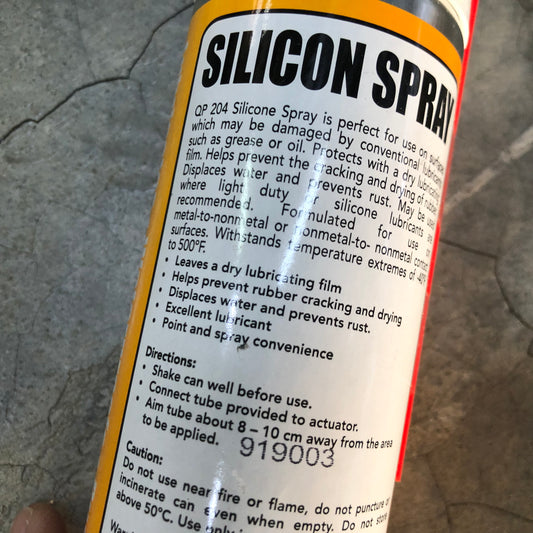 SILICON SPRAY
QP 204 Silicone Spray is perfect for use on surfaces
which may be damaged by conventional lubricants
such as grease or oil. Protects with a dry lubricating
film. Helps prevent the cracking and drying of rubber.
Displaces water and prevents rust. May be used
where light duty or silicone lubricants are
recommended. Formulated for use on
metal-to-nonmetal or nonmetal-to- nonmetal contact
surfaces. Withstands temperature extremes of -40°F
to 500°F.
• Leaves a dry lubricating film
• Helps prevent rubber cracking and drying
• Displaces water and prevents rust.
• Excellent lubricant
• Point and spray convenience
Directions:
• Shake can well before use.
• Connect tube provided to actuator.
• Aim tube about 8 – 10 cm away from the area
to be applied.
919003
Caution:
Do not use near fire or flame, do not puncture or
incinerate can even when empty. Do not store
above 50°C. Use only